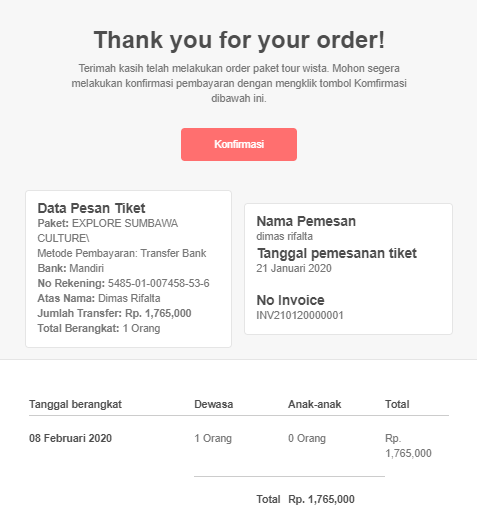 Thank you for your order!
Terimah kasih telah melakukan order paket tour wista. Mohon segera
melakukan konfirmasi pembayaran dengan mengklik tombol Komfirmasi
dibawah ini.
Konfirmasi
Data Pesan Tiket
Paket: EXPLORE SUMBAWA
CULTURE\
Metode Pembayaran: Transfer Bank
Bank: Mandiri
No Rekening: 5485-01-007458-53-6
Atas Nama: Dimas Rifalta
Jumlah Transfer: Rp. 1,765,000
Total Berangkat: 1 Orang
Nama Pemesan
dimas rifalta
Tanggal pemesanan tiket
21 Januari 2020
No Invoice
INV210120000001
Tanggal berangkat Dewasa Anak-anak Total
08 Februari 2020 1 Orang 0 Orang Rp.
1,765,000
Total Rp. 1,765,000